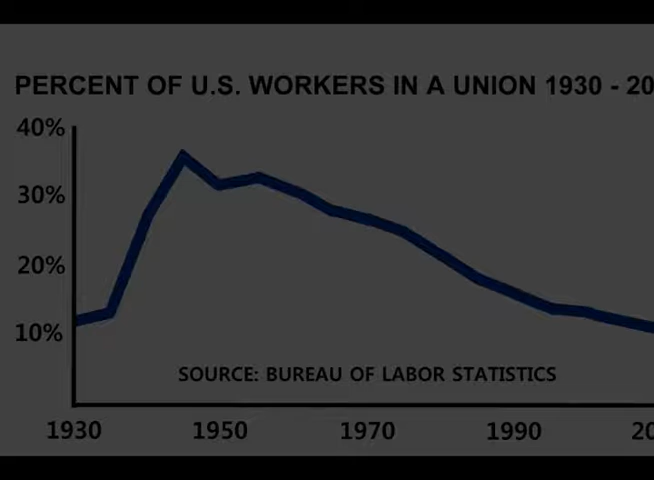 PERCENT OF U.S. WORKERS IN A UNION 1930 - 20
40%
30%
20%
10%
SOURCE: BUREAU OF LABOR STATISTICS
1930 1950 1970 1990 20